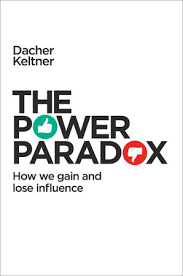 Dacher
Keltner
THE
POWER
PARADOX
How we gain and
lose influence